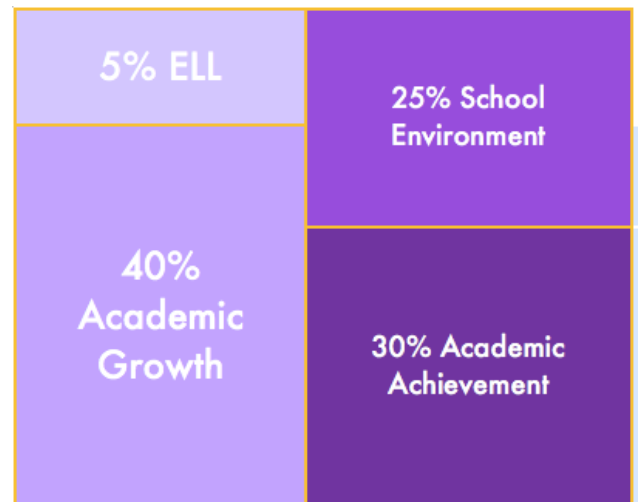 5% ELL
25% School
Environment
40%
Academic
Growth
30% Academic
Achievement